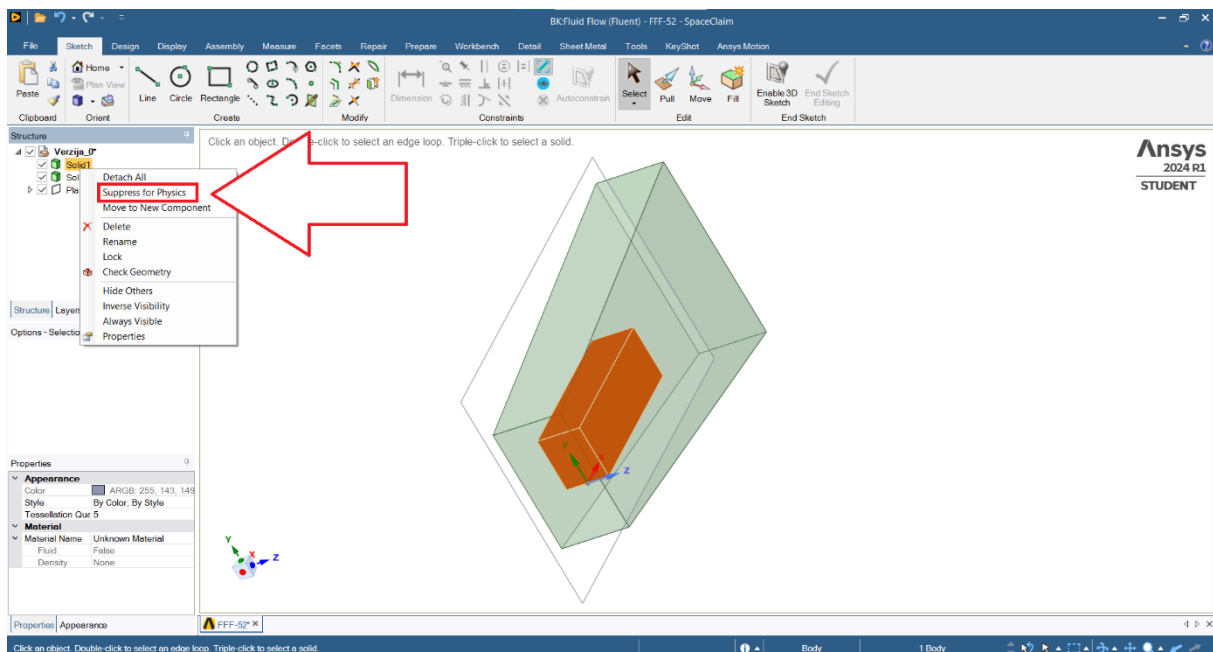 BK:Fluid Flow (Fluent) - FFF-52 - SpaceClaim
File Sketch Design Display Assembly Measure Facets Repair Prepare Workbench Detail Sheet Metal Tools KeyShot Ansys Motion
Paste
Home
Plan View
Line Circle Rectangle
Dimension
Autoconstrain
Select Pull Move Fill
Enable 3D Sketch
End Sketch Editing
Clipboard Orient Create Modify Constraints Edit End Sketch
Structure
Click an object. Double-click to select an edge loop. Triple-click to select a solid.
Verzija_0*
Solid1
Sol
Pla
Detach All
Suppress for Physics
Move to New Component
Delete
Rename
Lock
Check Geometry
Hide Others
Inverse Visibility
Always Visible
Properties
Structure Layers
Options - Selectio
Ansys
2024 R1
STUDENT
Y
X
Z
Properties
Appearance
Color ARGB: 255, 143, 149
Style By Color, By Style
Tessellation Qua 5
Material
Material Name Unknown Material
Fluid False
Density None
Y
X
Z
Properties Appearance
FFF-52*
Click an object. Double-click to select an edge loop. Triple-click to select a solid.
Body
1 Body